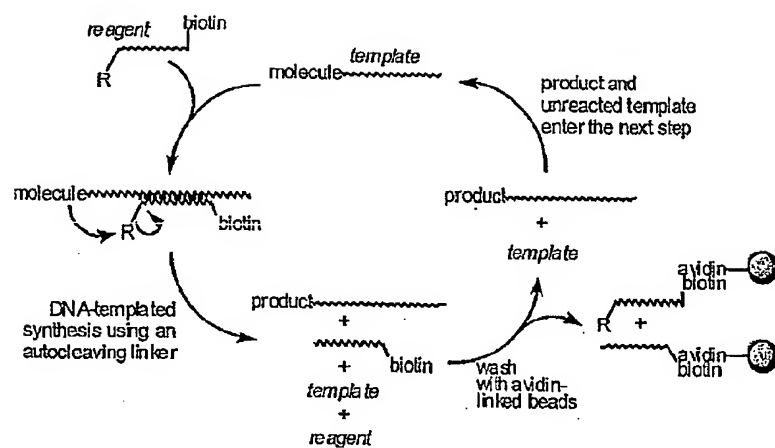 biotin
reagent
R
template
molecule
product and
unreacted template
enter the next step
molecule
R
biotin
product
+
template
DNA-templated
synthesis using an
autocleaving linker
product
+
biotin
+
template
+
reagent
wash
with avidin-
linked beads
avidin
biotin
R
+
avidin
biotin